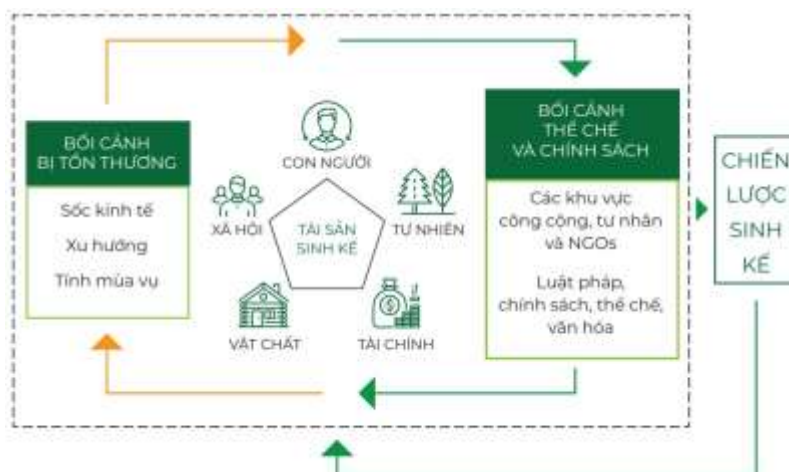 BỐI CẢNH
BỊ TỔN THƯƠNG
Sốc kinh tế
Xu hướng
Tính mùa vụ
CON NGƯỜI
XÃ HỘI
TÀI SẢN
SINH KẾ
TỰ NHIÊN
VẬT CHẤT
TÀI CHÍNH
BỐI CẢNH
THỂ CHẾ
VÀ CHÍNH SÁCH
Các khu vực
công cộng, tư nhân
và NGOs
Luật pháp,
chính sách, thể chế,
văn hóa
CHIẾN
LƯỢC
SINH
KẾ